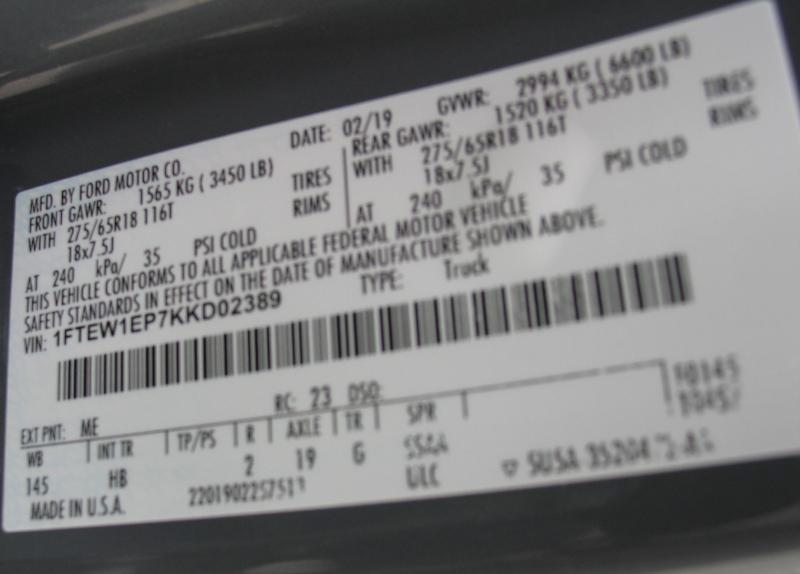 MFD. BY FORD MOTOR CO.
DATE: 02/19
GVWR: 2994 KG ( 6600 LB)
FRONT GAWR: 1565 KG ( 3450 LB)
REAR GAWR: 1520 KG ( 3350 LB)
WITH 275/65R18 116T TIRES
WITH 275/65R18 116T TIRES
18x7.5J RIMS
18x7.5J RIMS
AT 240 kPa/ 35 PSI COLD
AT 240 kPa/ 35 PSI COLD
THIS VEHICLE CONFORMS TO ALL APPLICABLE FEDERAL MOTOR VEHICLE
SAFETY STANDARDS IN EFFECT ON THE DATE OF MANUFACTURE SHOWN ABOVE.
VIN: 1FTEW1EP7KKD02389
TYPE: Truck
EXT PNT: ME RC: 23 DSO:
WB INT TR TP/PS R AXLE TR SPR
145 HB 2 19 G SSAA
MADE IN U.S.A. 2201902257511 ULC
F0145